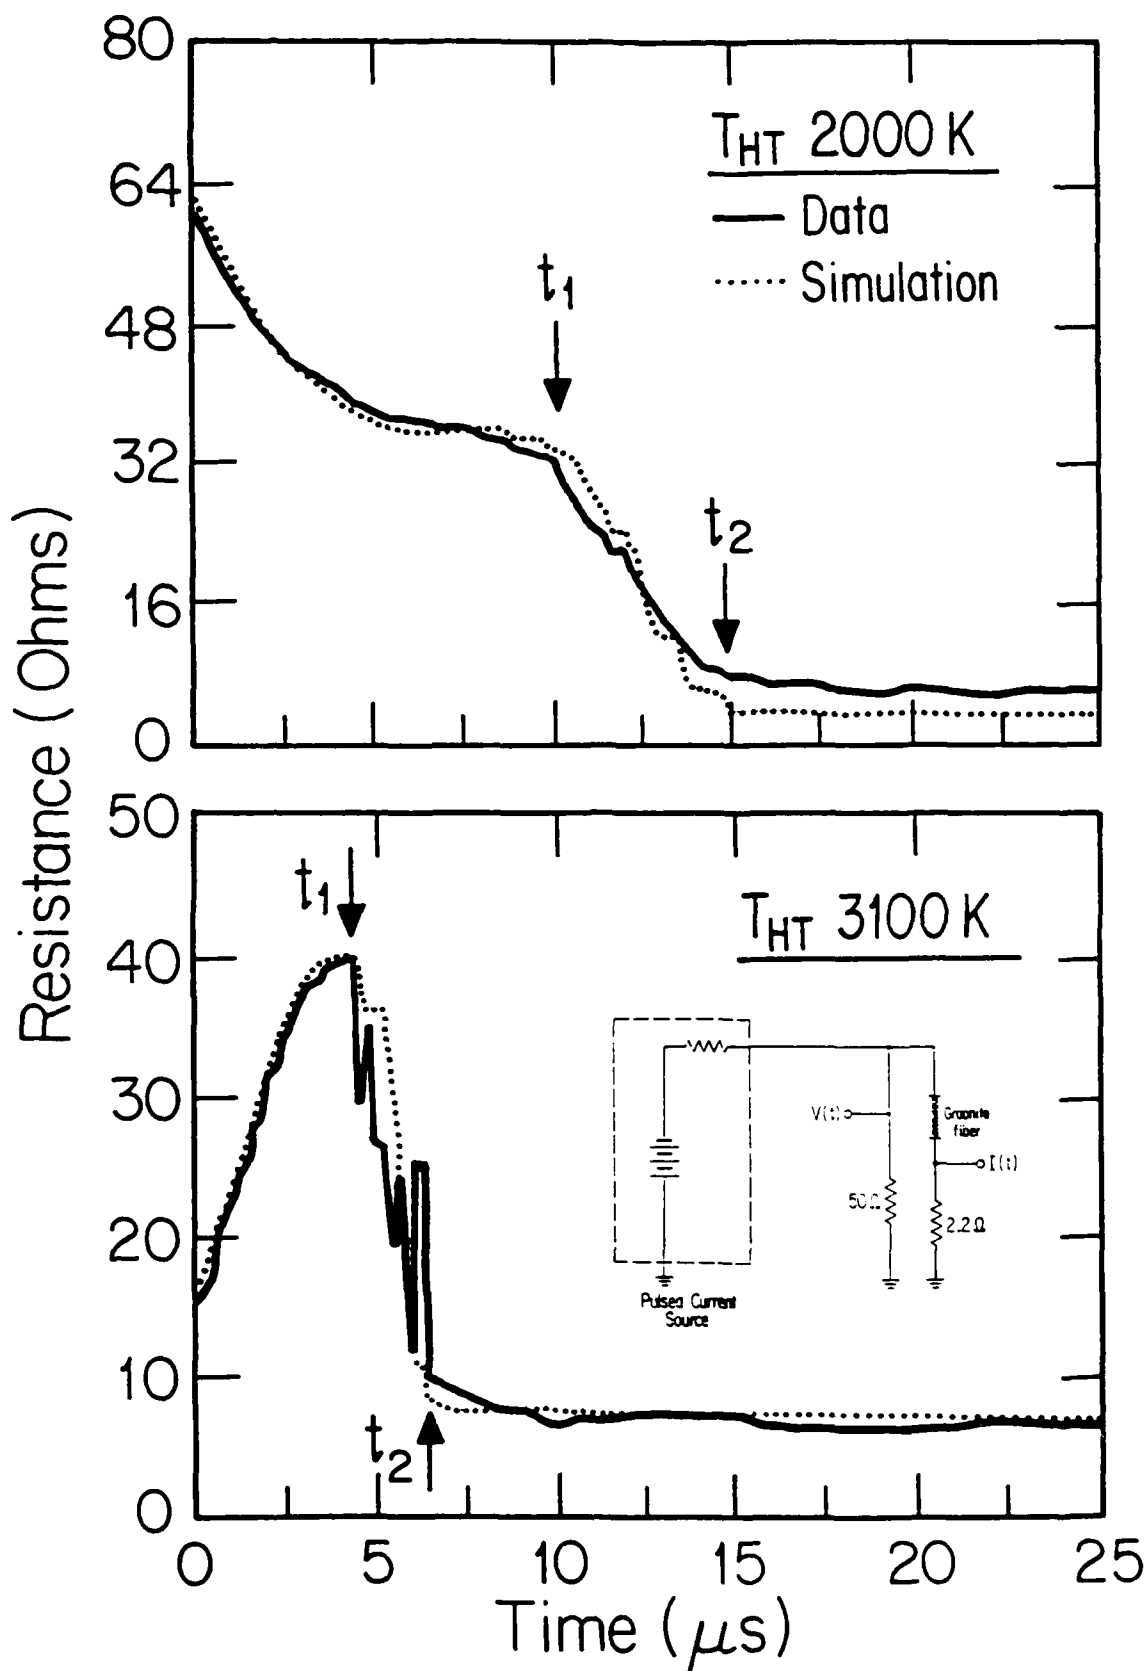 Resistance (Ohms)
80
64
48
32
16
0
T_HT 2000 K
Data
Simulation
t_1
t_2
50
40
30
20
10
0
t_1
T_HT 3100 K
V(t)
Graphite
fiber
I(t)
50Ω
2.2Ω
Pulsed Current
Source
t_2
0 5 10 15 20 25
Time (μs)